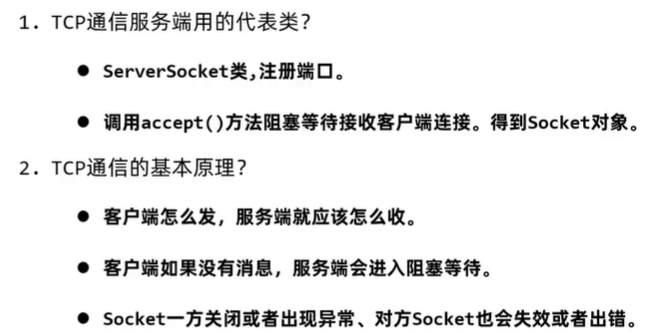 1. TCP通信服务端用的代表类?
● ServerSocket类,注册端口。
● 调用accept()方法阻塞等待接收客户端连接。得到Socket对象。
2. TCP通信的基本原理?
● 客户端怎么发，服务端就应该怎么收。
● 客户端如果没有消息，服务端会进入阻塞等待。
● Socket一方关闭或者出现异常、对方Socket也会失效或者出错。